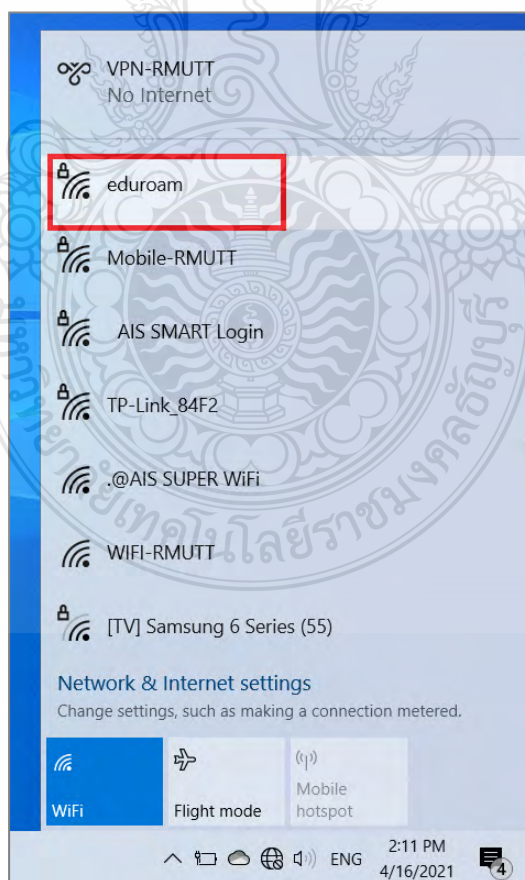 VPN-RMUTT
No Internet
eduroam
Mobile-RMUTT
AIS SMART Login
TP-Link_84F2
.@AIS SUPER WiFi
WIFI-RMUTT
[TV] Samsung 6 Series (55)
Network & Internet settings
Change settings, such as making a connection metered.
WiFi
Flight mode
Mobile
hotspot
ENG
2:11 PM
4/16/2021
4